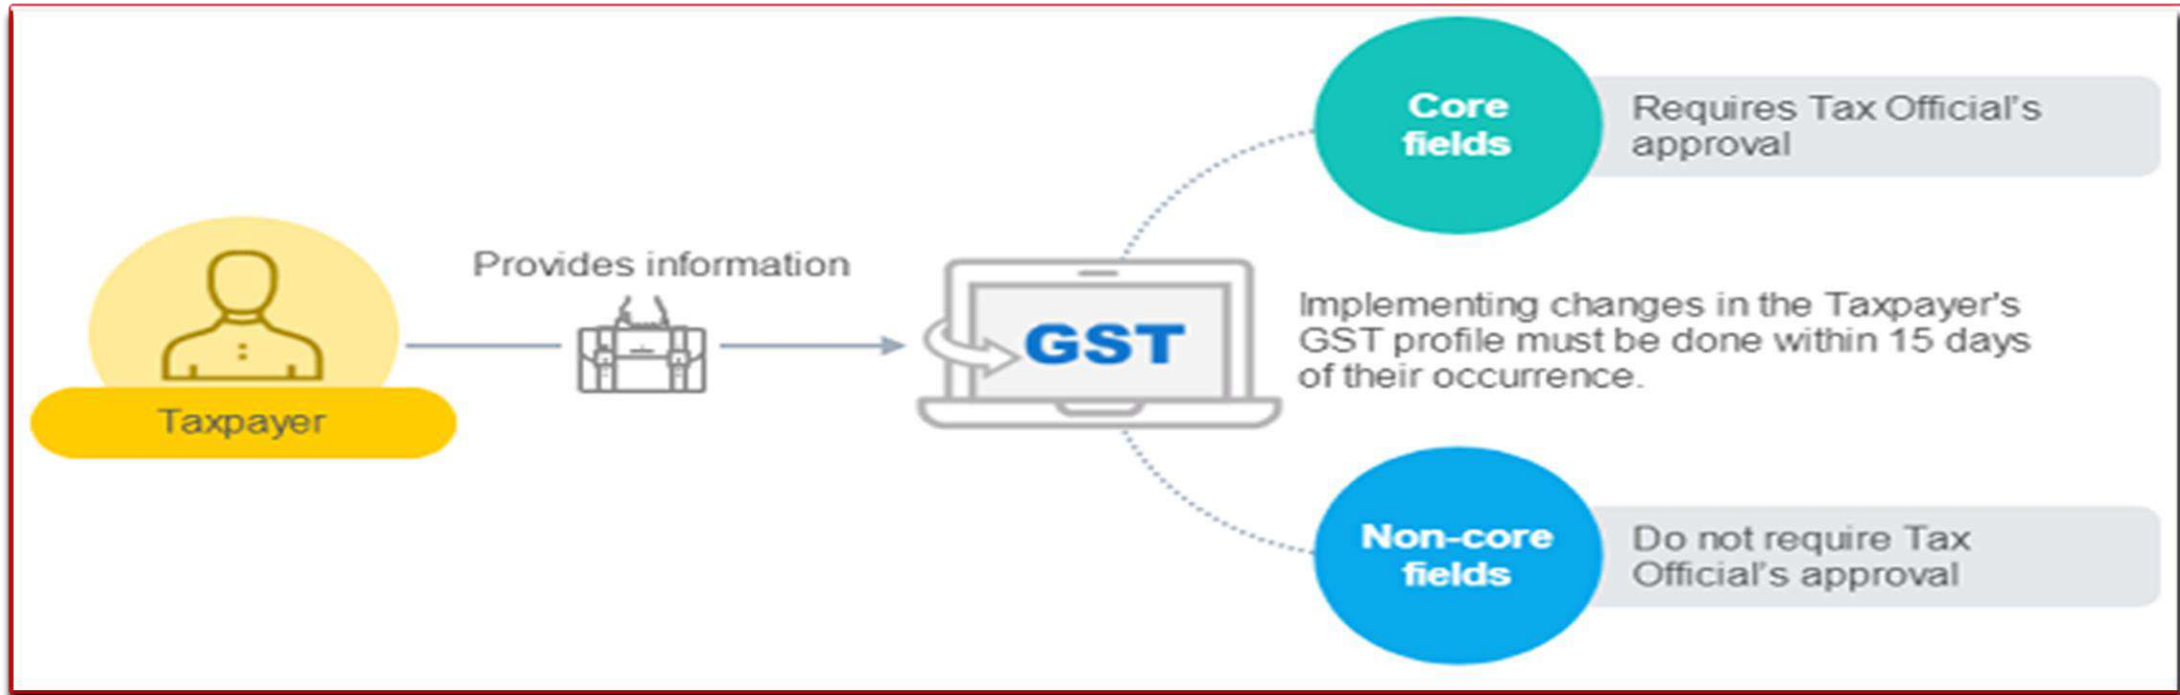 Core
fields
Requires Tax Official's
approval
Provides information
Taxpayer
GST
Implementing changes in the Taxpayer's
GST profile must be done within 15 days
of their occurrence.
Non-core
fields
Do not require Tax
Official's approval